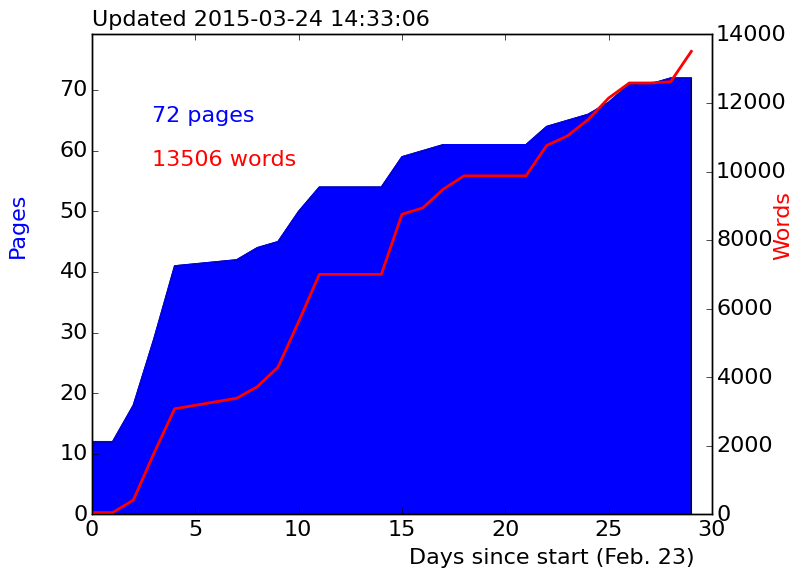 Updated 2015-03-24 14:33:06
72 pages
13506 words
Pages
Words
70
60
50
40
30
20
10
0
14000
12000
10000
8000
6000
4000
2000
0
0 5 10 15 20 25 30
Days since start (Feb. 23)